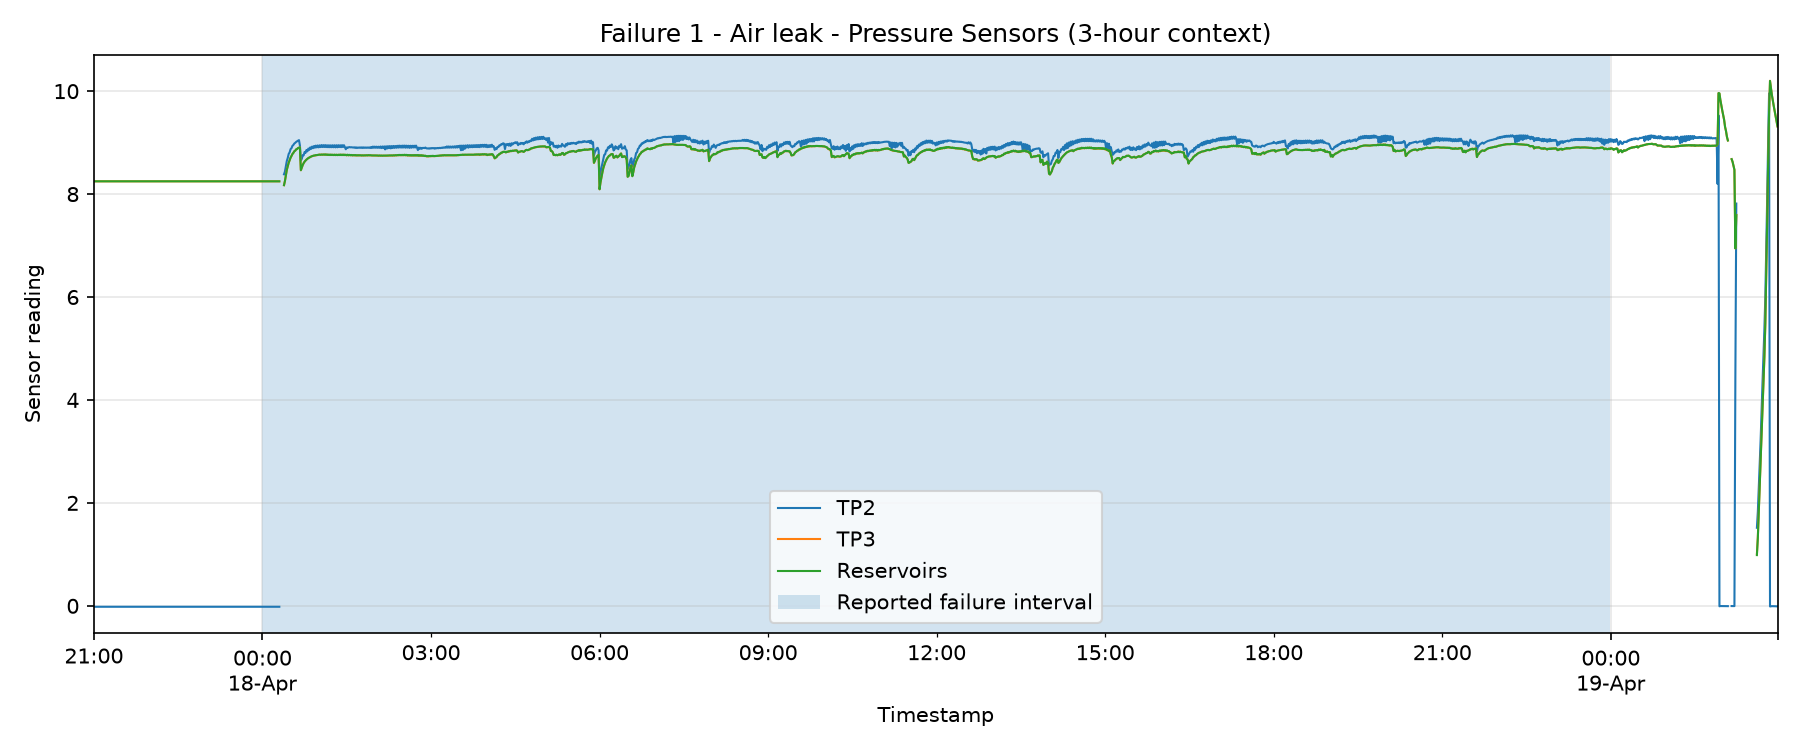 Failure 1 - Air leak - Pressure Sensors (3-hour context)
Sensor reading
10
8
6
4
2
0
TP2
TP3
Reservoirs
Reported failure interval
21:00
00:00
18-Apr
03:00
06:00
09:00
12:00
15:00
18:00
21:00
00:00
19-Apr
Timestamp